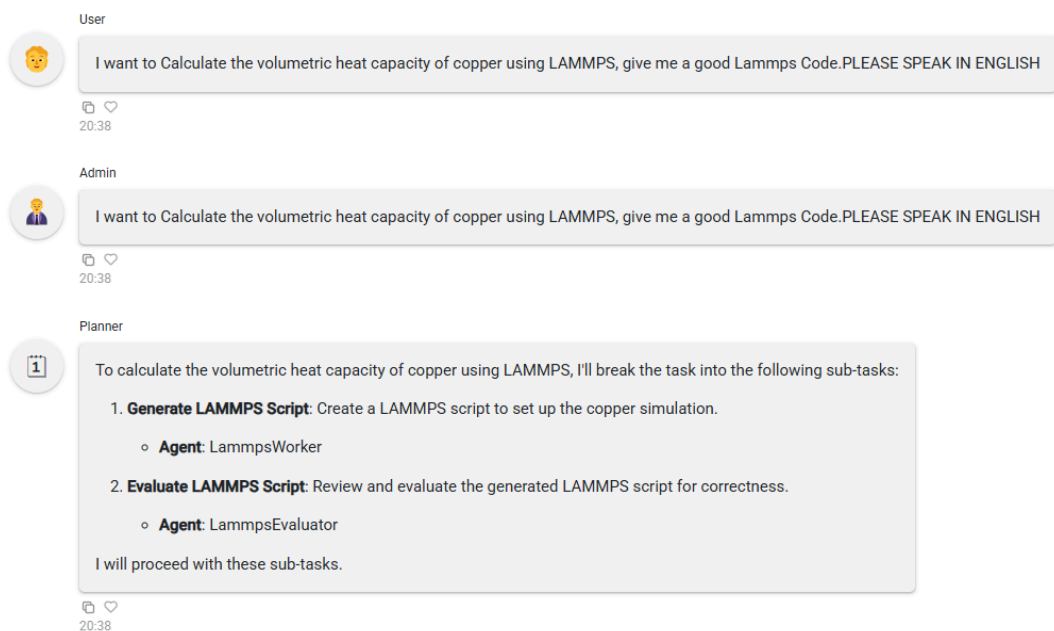 User
I want to Calculate the volumetric heat capacity of copper using LAMMPS, give me a good Lammps Code.PLEASE SPEAK IN ENGLISH
20:38
Admin
I want to Calculate the volumetric heat capacity of copper using LAMMPS, give me a good Lammps Code.PLEASE SPEAK IN ENGLISH
20:38
Planner
1
To calculate the volumetric heat capacity of copper using LAMMPS, I'll break the task into the following sub-tasks:
1. Generate LAMMPS Script: Create a LAMMPS script to set up the copper simulation.
Agent: LammpsWorker
2. Evaluate LAMMPS Script: Review and evaluate the generated LAMMPS script for correctness.
Agent: LammpsEvaluator
I will proceed with these sub-tasks.
20:38